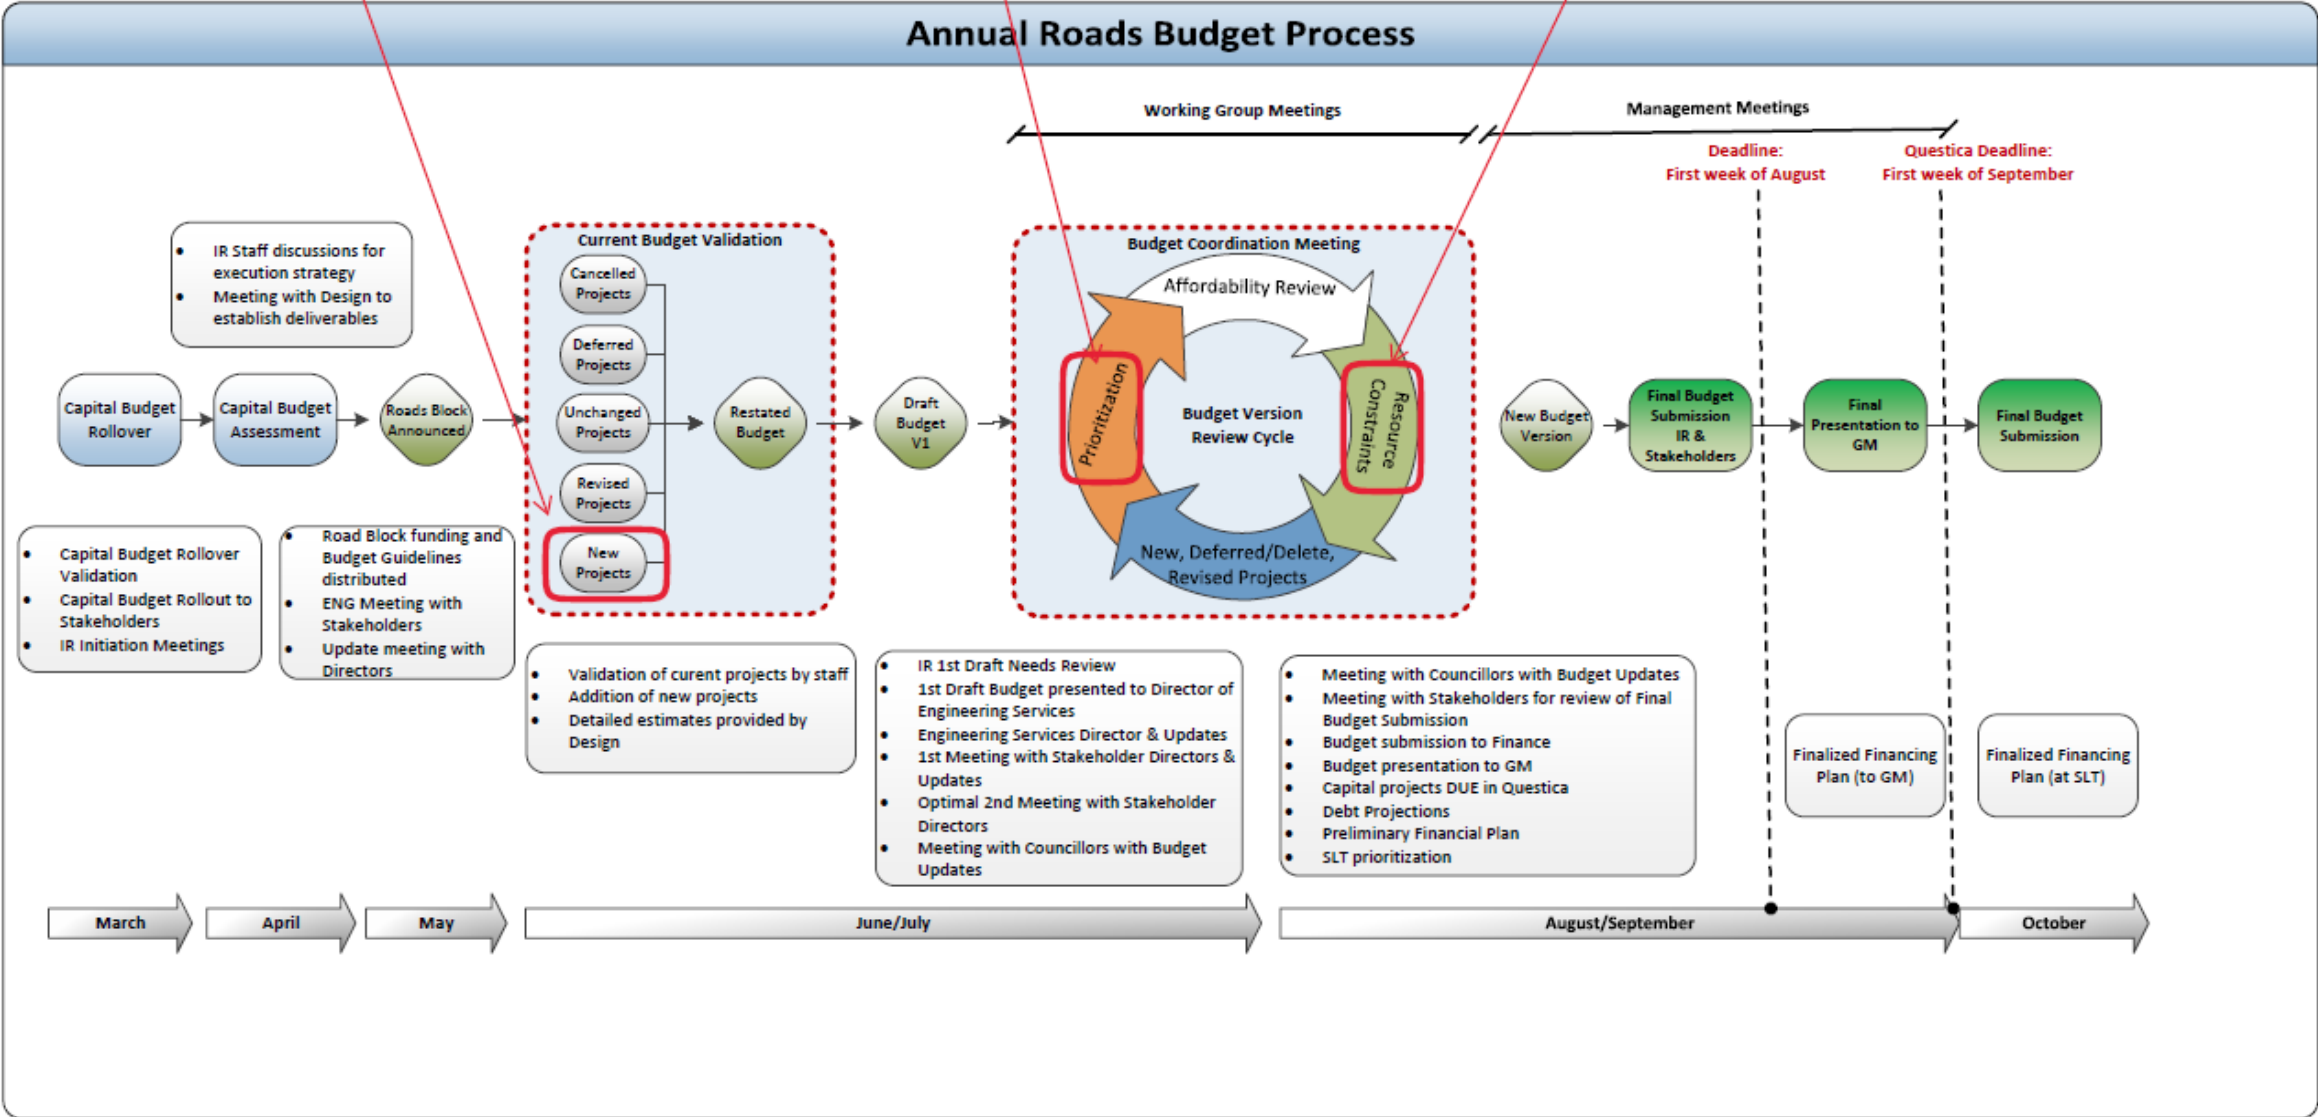 Annual Roads Budget Process
Working Group Meetings
Management Meetings
Deadline:
First week of August
Questica Deadline:
First week of September
• IR Staff discussions for
execution strategy
• Meeting with Design to
establish deliverables
Capital Budget
Rollover
Capital Budget
Assessment
Roads Block
Announced
Current Budget Validation
Cancelled
Projects
Deferred
Projects
Unchanged
Projects
Revised
Projects
New
Projects
Restated
Budget
Draft
Budget
V1
Budget Coordination Meeting
Affordability Review
Prioritization
Resource
Constraints
Budget Version
Review Cycle
New, Deferred/Delete,
Revised Projects
New Budget
Version
Final Budget
Submission
IR &
Stakeholders
Final
Presentation to
GM
Final Budget
Submission
• Capital Budget Rollover
Validation
• Capital Budget Rollout to
Stakeholders
• IR Initiation Meetings
• Road Block funding and
Budget Guidelines
distributed
• ENG Meeting with
Stakeholders
• Update meeting with
Directors
• Validation of curent projects by staff
• Addition of new projects
• Detailed estimates provided by
Design
• IR 1st Draft Needs Review
• 1st Draft Budget presented to Director of
Engineering Services
• Engineering Services Director & Updates
• 1st Meeting with Stakeholder Directors &
Updates
• Optimal 2nd Meeting with Stakeholder
Directors
• Meeting with Councillors with Budget
Updates
• Meeting with Councillors with Budget Updates
• Meeting with Stakeholders for review of Final
Budget Submission
• Budget submission to Finance
• Budget presentation to GM
• Capital projects DUE in Questica
• Debt Projections
• Preliminary Financial Plan
• SLT prioritization
Finalized Financing
Plan (to GM)
Finalized Financing
Plan (at SLT)
March
April
May
June/July
August/September
October